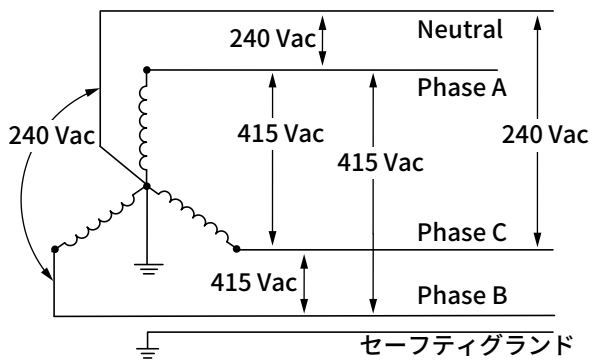 Neutral
240 Vac
Phase A
240 Vac
415 Vac
240 Vac
415 Vac
Phase C
415 Vac
Phase B
セーフティグランド